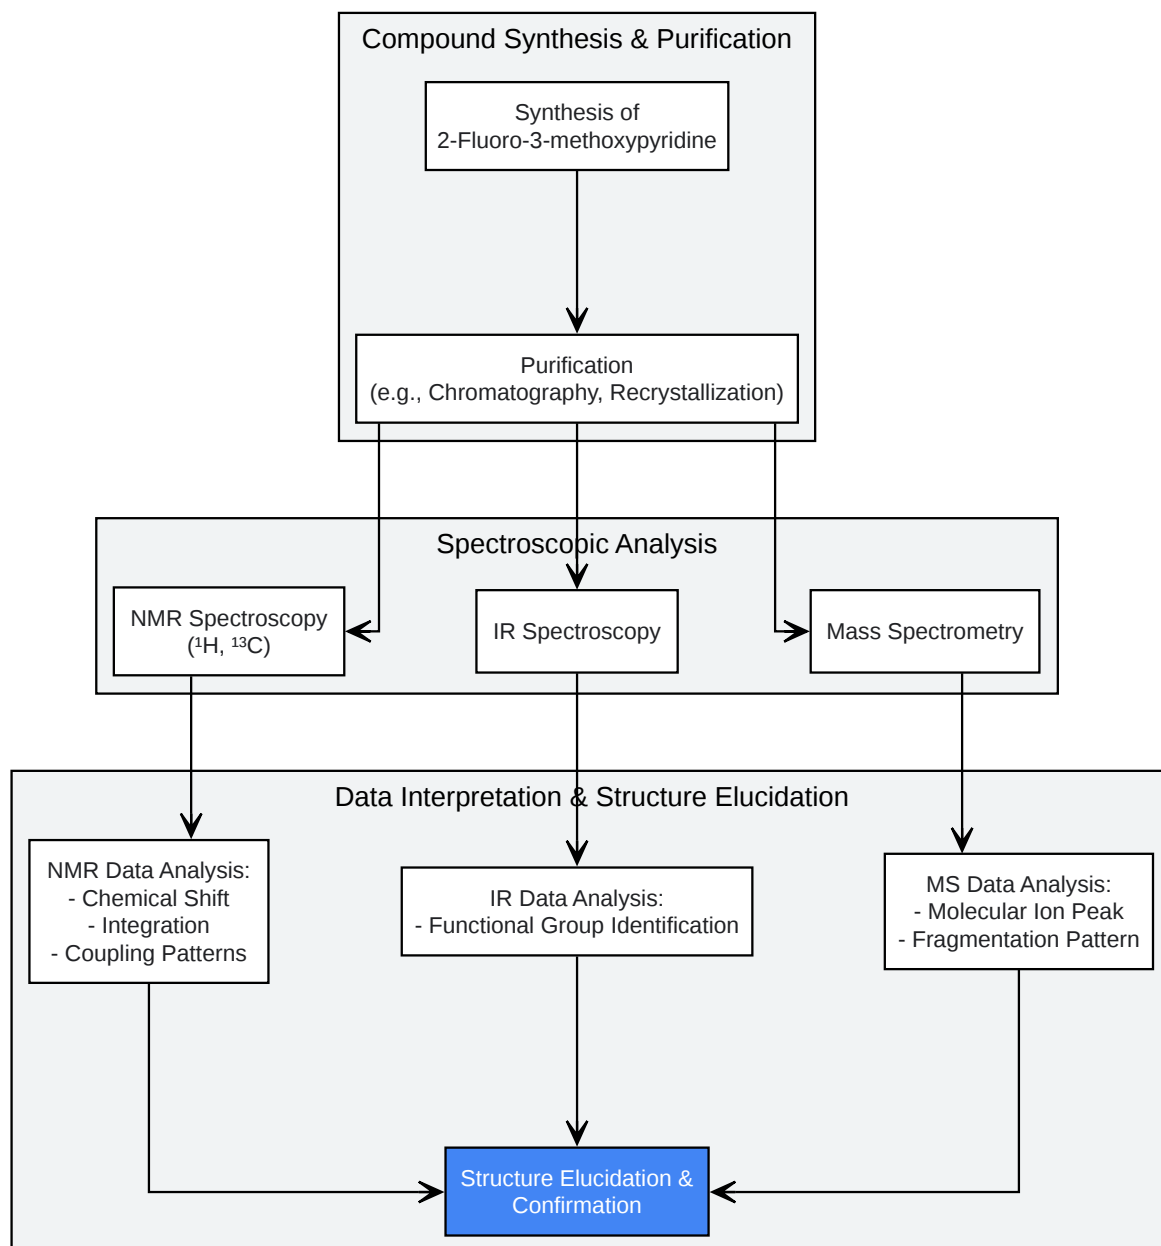 Compound Synthesis & Purification
Synthesis of
2-Fluoro-3-methoxypyridine
Purification
(e.g., Chromatography, Recrystallization)
Spectroscopic Analysis
NMR Spectroscopy
(¹H, ¹³C)
IR Spectroscopy
Mass Spectrometry
Data Interpretation & Structure Elucidation
NMR Data Analysis:
- Chemical Shift
- Integration
- Coupling Patterns
IR Data Analysis:
- Functional Group Identification
MS Data Analysis:
- Molecular Ion Peak
- Fragmentation Pattern
Structure Elucidation &
Confirmation